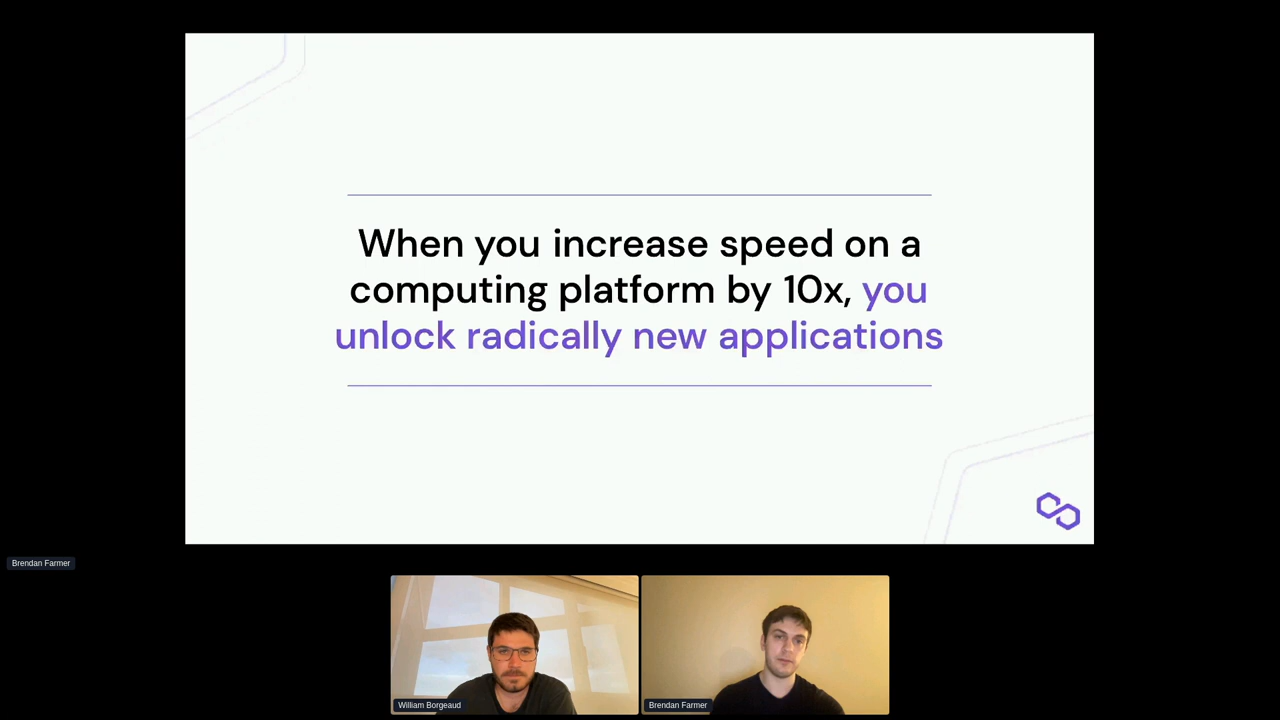 When you increase speed on a
computing platform by 10x, you
unlock radically new applications
Brendan Farmer
William Borgeaud
Brendan Farmer